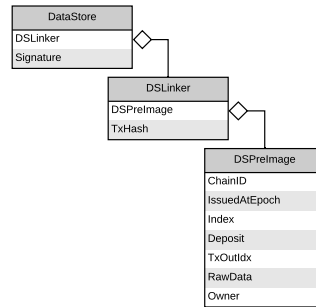 DataStore
DSLinker
Signature
DSLinker
DSPreImage
TxHash
DSPreImage
ChainID
IssuedAtEpoch
Index
Deposit
TxOutIdx
RawData
Owner